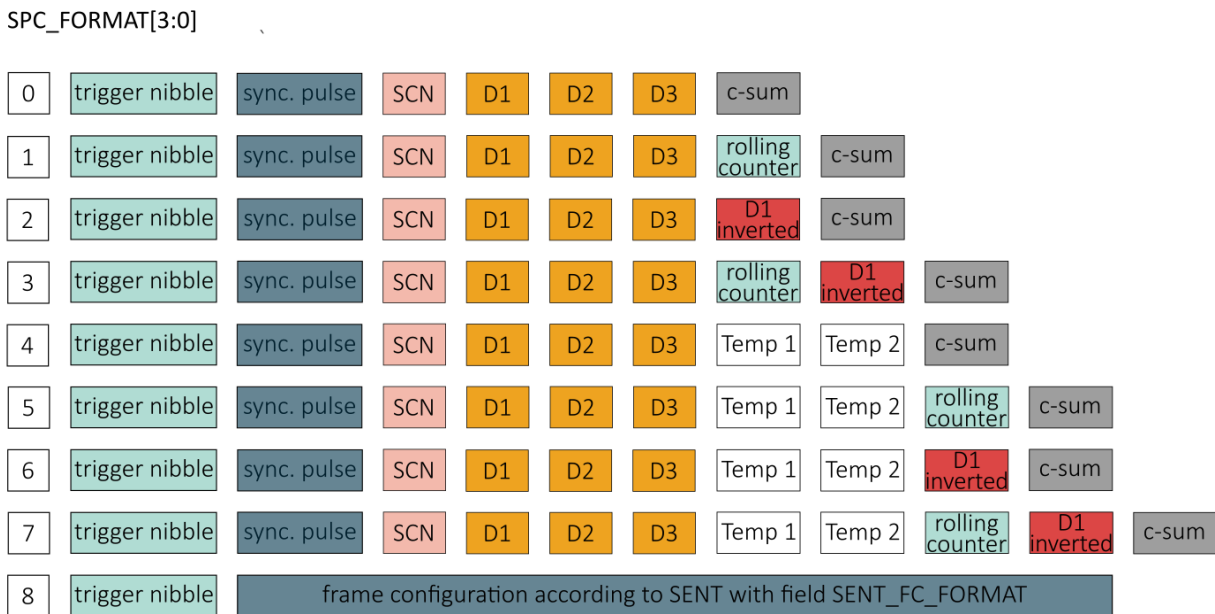 SPC_FORMAT[3:0]
0 trigger nibble sync. pulse SCN D1 D2 D3 c-sum
1 trigger nibble sync. pulse SCN D1 D2 D3 rolling counter c-sum
2 trigger nibble sync. pulse SCN D1 D2 D3 D1 inverted c-sum
3 trigger nibble sync. pulse SCN D1 D2 D3 rolling counter D1 inverted c-sum
4 trigger nibble sync. pulse SCN D1 D2 D3 Temp 1 Temp 2 c-sum
5 trigger nibble sync. pulse SCN D1 D2 D3 Temp 1 Temp 2 rolling counter c-sum
6 trigger nibble sync. pulse SCN D1 D2 D3 Temp 1 Temp 2 D1 inverted c-sum
7 trigger nibble sync. pulse SCN D1 D2 D3 Temp 1 Temp 2 rolling counter D1 inverted c-sum
8 trigger nibble frame configuration according to SENT with field SENT_FC_FORMAT